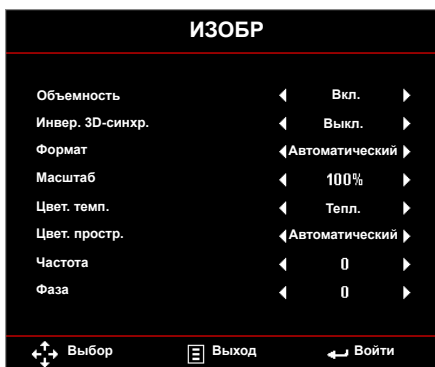 ИЗОБР
Объемность Вкл.
Инвер. 3D-синхр. Выкл.
Формат Автоматический
Масштаб 100%
Цвет. темп. Тепл.
Цвет. простр. Автоматический
Частота 0
Фаза 0
Выбор Выход Войти